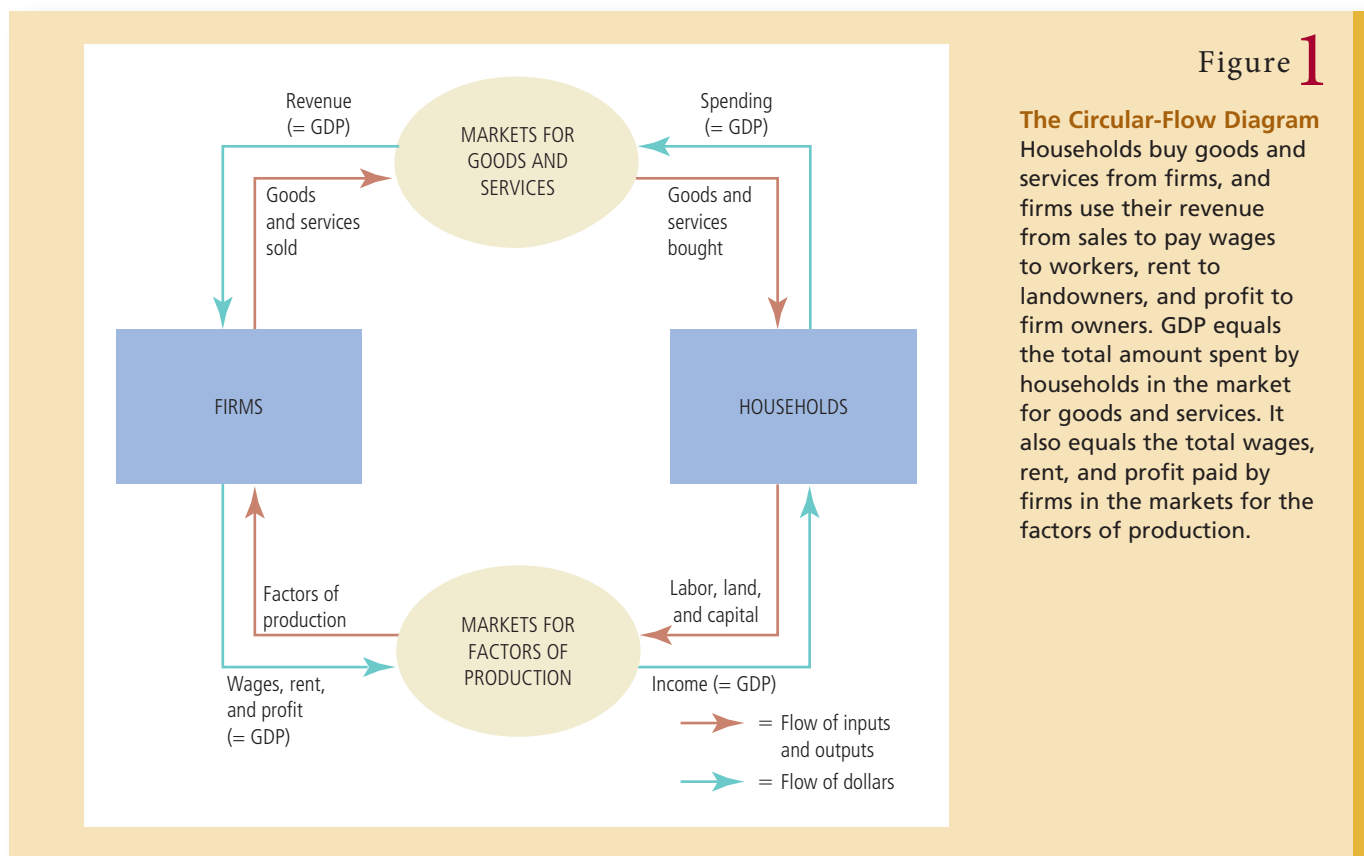 Figure 1
The Circular-Flow Diagram
Households buy goods and
services from firms, and
firms use their revenue
from sales to pay wages
to workers, rent to
landowners, and profit to
firm owners. GDP equals
the total amount spent by
households in the market
for goods and services. It
also equals the total wages,
rent, and profit paid by
firms in the markets for the
factors of production.
Revenue
(= GDP)
MARKETS FOR
GOODS AND
SERVICES
Spending
(= GDP)
Goods
and services
sold
Goods and
services
bought
FIRMS
HOUSEHOLDS
Factors of
production
MARKETS FOR
FACTORS OF
PRODUCTION
Labor, land,
and capital
Wages, rent,
and profit
(= GDP)
Income (= GDP)
= Flow of inputs
and outputs
= Flow of dollars